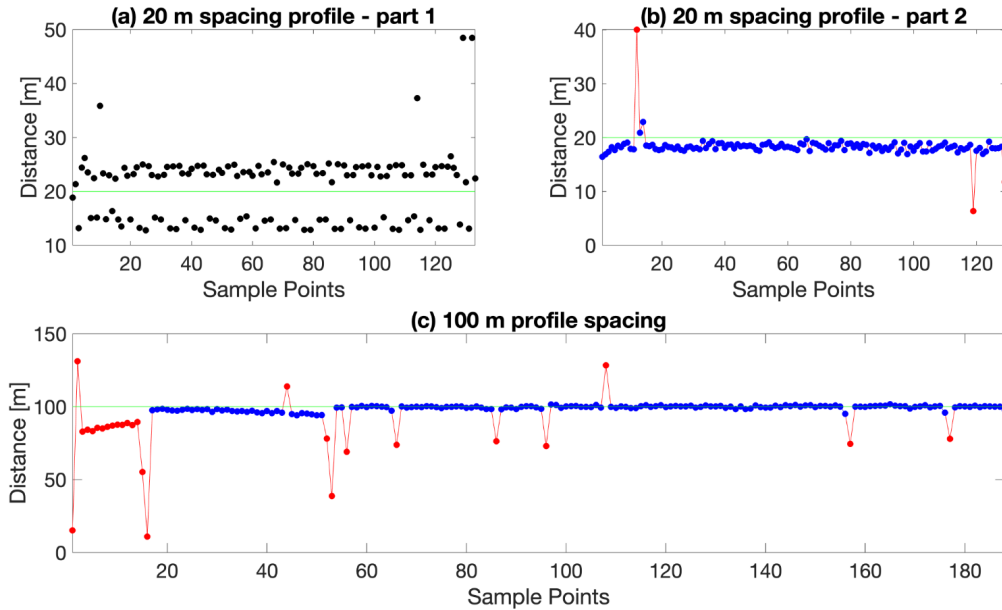 (a) 20 m spacing profile - part 1
50
40
30
20
10
Distance [m]
20 40 60 80 100 120
Sample Points
(b) 20 m spacing profile - part 2
40
30
20
10
0
Distance [m]
20 40 60 80 100 120
Sample Points
(c) 100 m profile spacing
150
100
50
0
Distance [m]
20 40 60 80 100 120 140 160 180
Sample Points